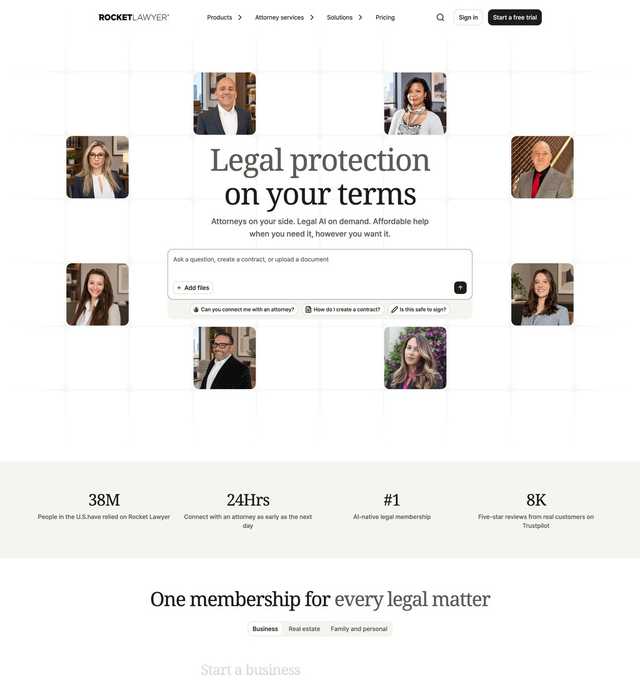 ROCKETLAWYER
Products
Attorney services
Solutions
Pricing
Sign in
Start a free trial
Legal protection
on your terms
Attorneys on your side. Legal AI on demand. Affordable help
when you need it, however you want it.
Ask a question, create a contract, or upload a document
+ Add files
Can you connect me with an attorney?
How do I create a contract?
Is this safe to sign?
38M
People in the U.S.have relied on Rocket Lawyer
24Hrs
Connect with an attorney as early as the next
day
#1
AI-native legal membership
8K
Five-star reviews from real customers on
Trustpilot
One membership for every legal matter
Business
Real estate
Family and personal
Start a business